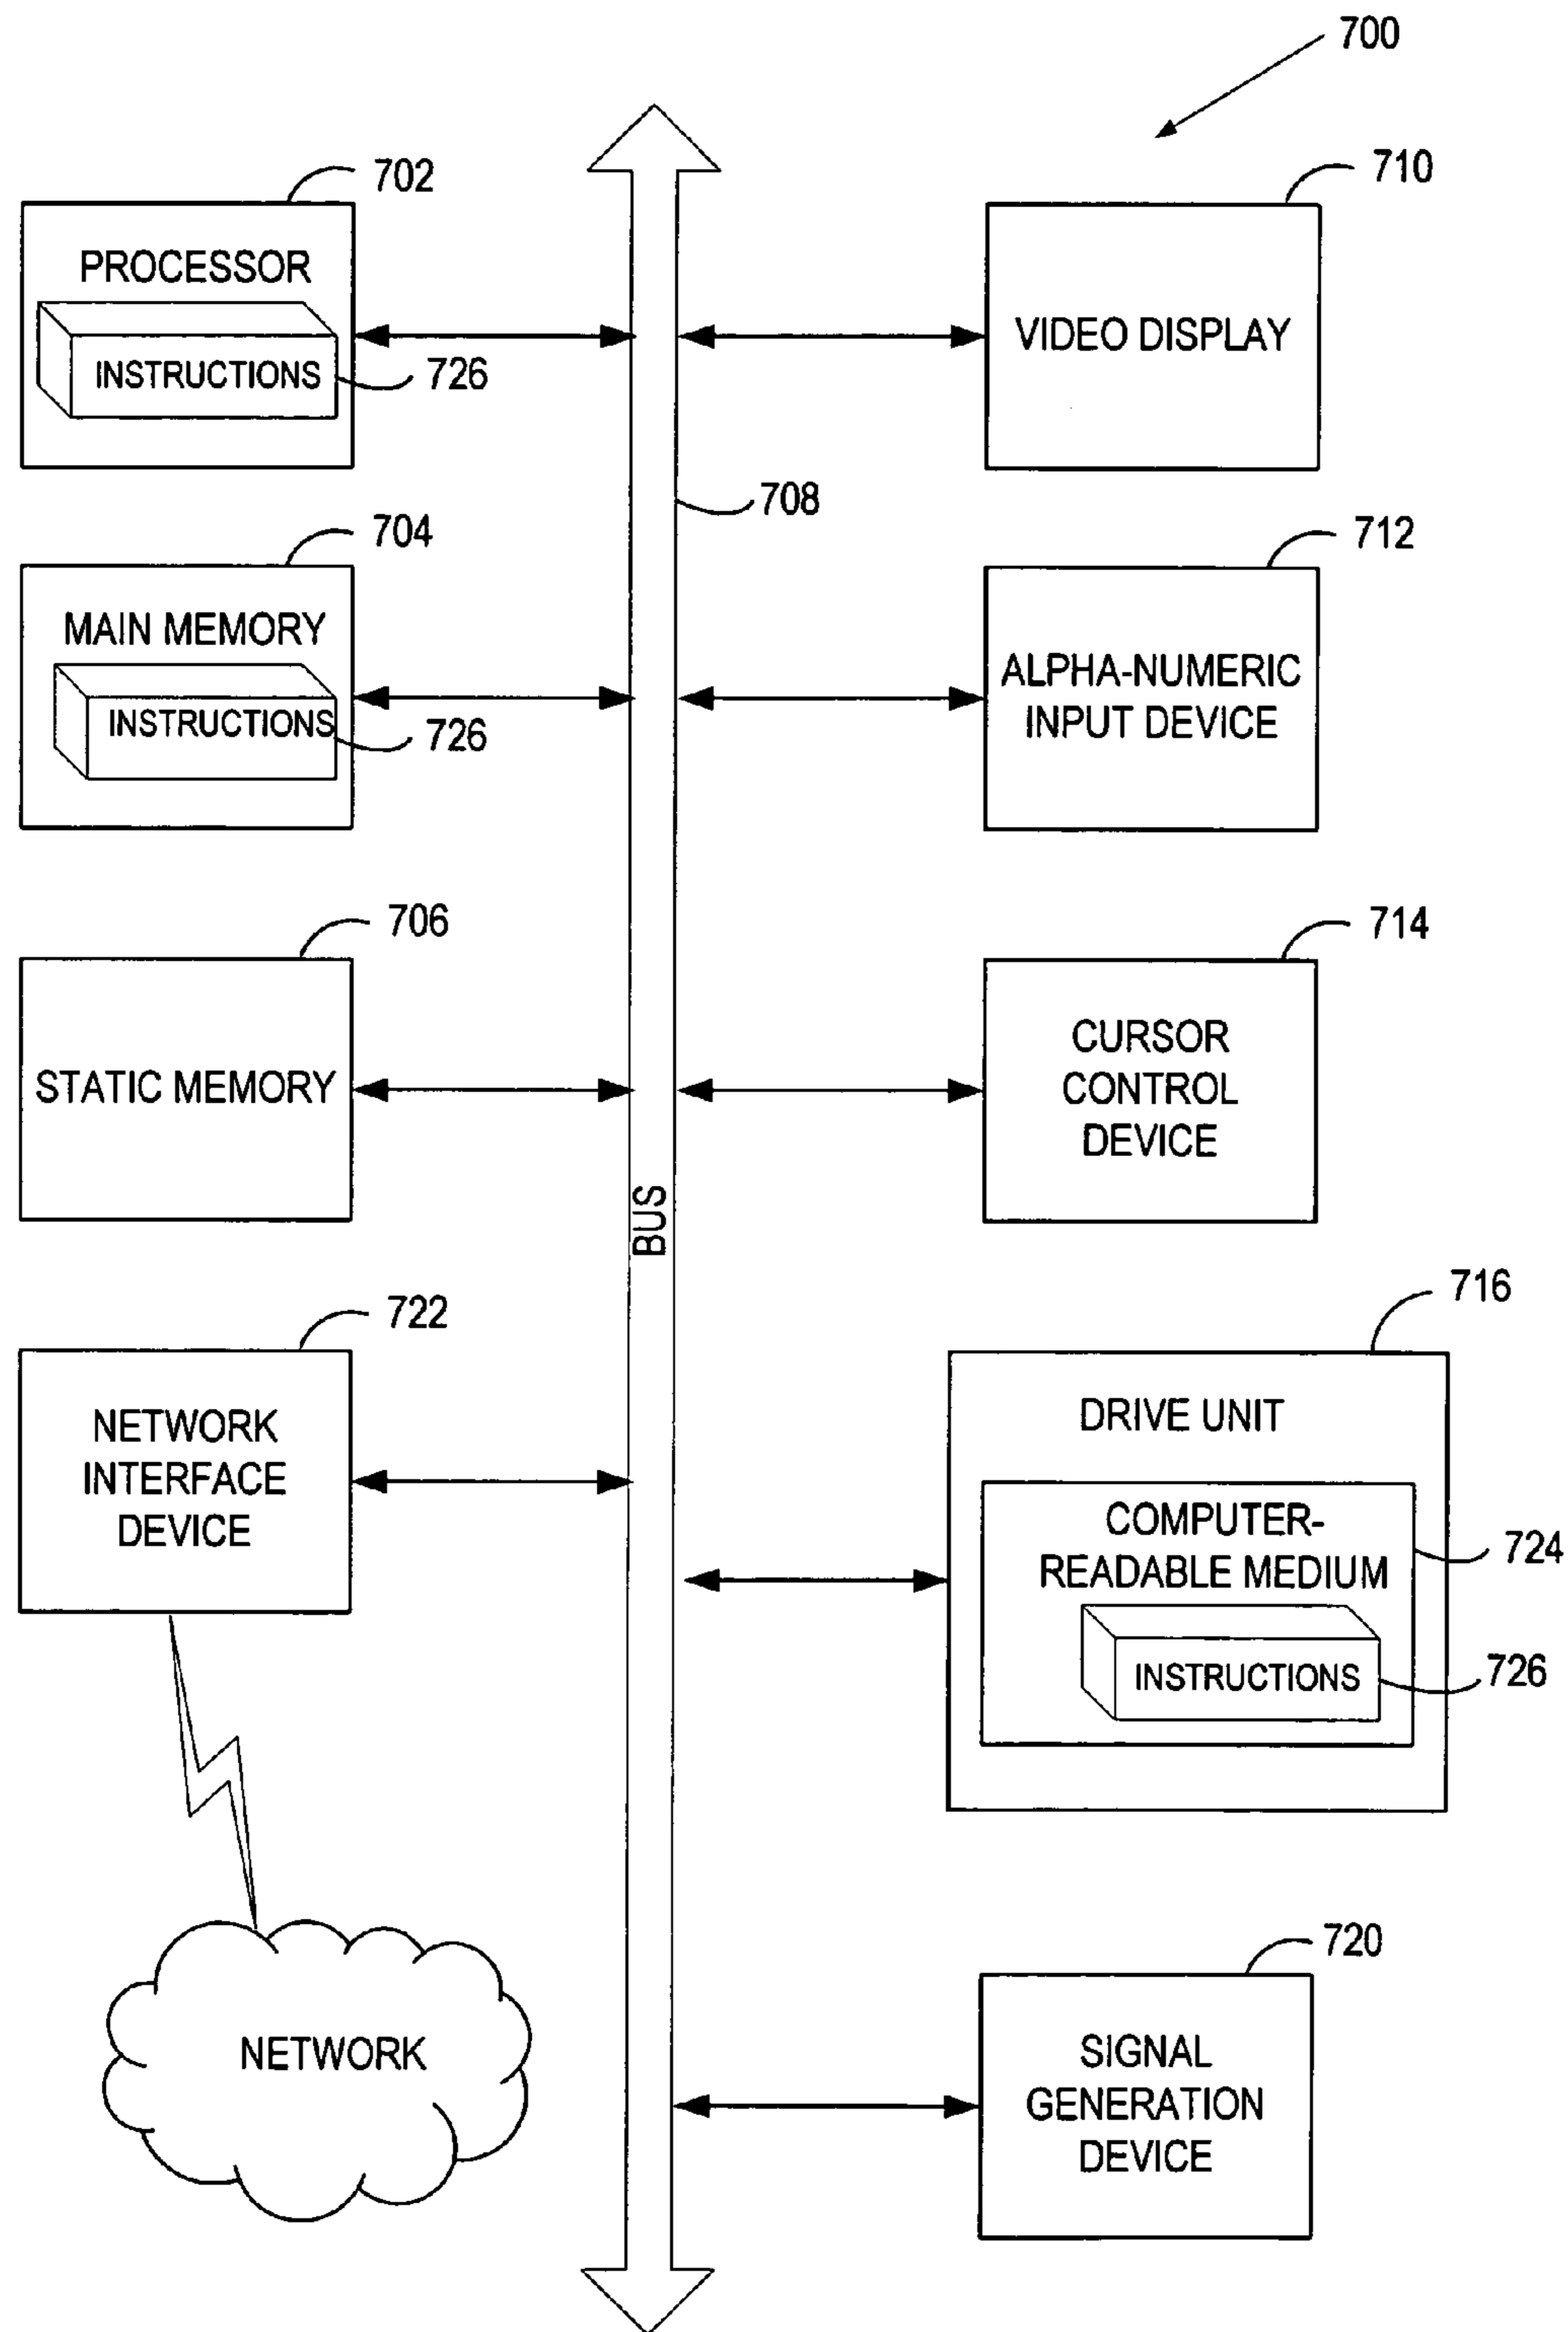 700
702
PROCESSOR
INSTRUCTIONS
726
710
VIDEO DISPLAY
708
704
MAIN MEMORY
INSTRUCTIONS
726
712
ALPHA-NUMERIC
INPUT DEVICE
706
STATIC MEMORY
714
CURSOR
CONTROL
DEVICE
BUS
722
NETWORK
INTERFACE
DEVICE
716
DRIVE UNIT
COMPUTER-
READABLE MEDIUM
724
INSTRUCTIONS
726
NETWORK
720
SIGNAL
GENERATION
DEVICE